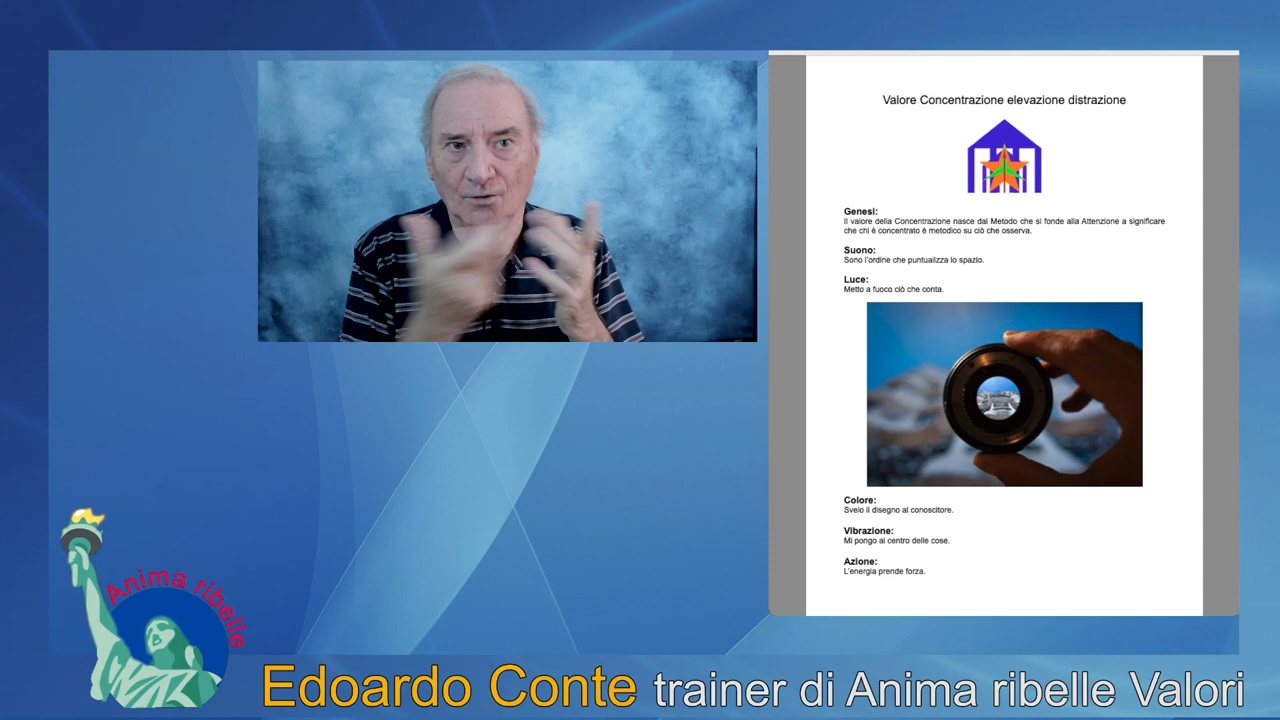 Valore Concentrazione elevazione distrazione
Genesi:
Il valore della Concentrazione nasce dal Metodo che si fonde alla Attenzione a significare
che chi è concentrato è metodico su ciò che osserva.
Suono:
Sono l'ordine che puntualizza lo spazio.
Luce:
Metto a fuoco ciò che conta.
Colore:
Svelo il disegno al conoscitore.
Vibrazione:
Mi pongo al centro delle cose.
Azione:
L'energia prende forza.
Anima ribelle
Edoardo Conte trainer di Anima ribelle Valori